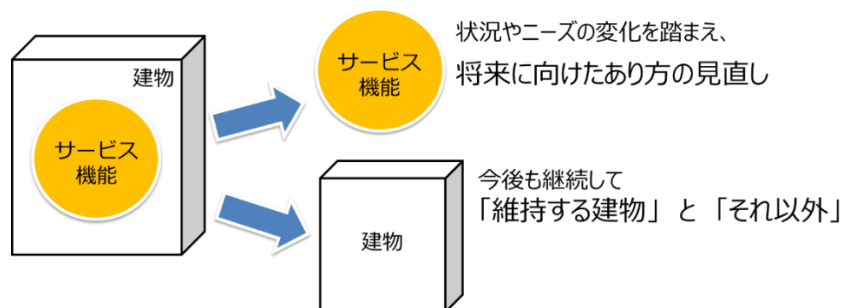 建物
サービス
機能
サービス
機能
状況やニーズの変化を踏まえ、
将来に向けたあり方の見直し
建物
今後も継続して
「維持する建物」と「それ以外」